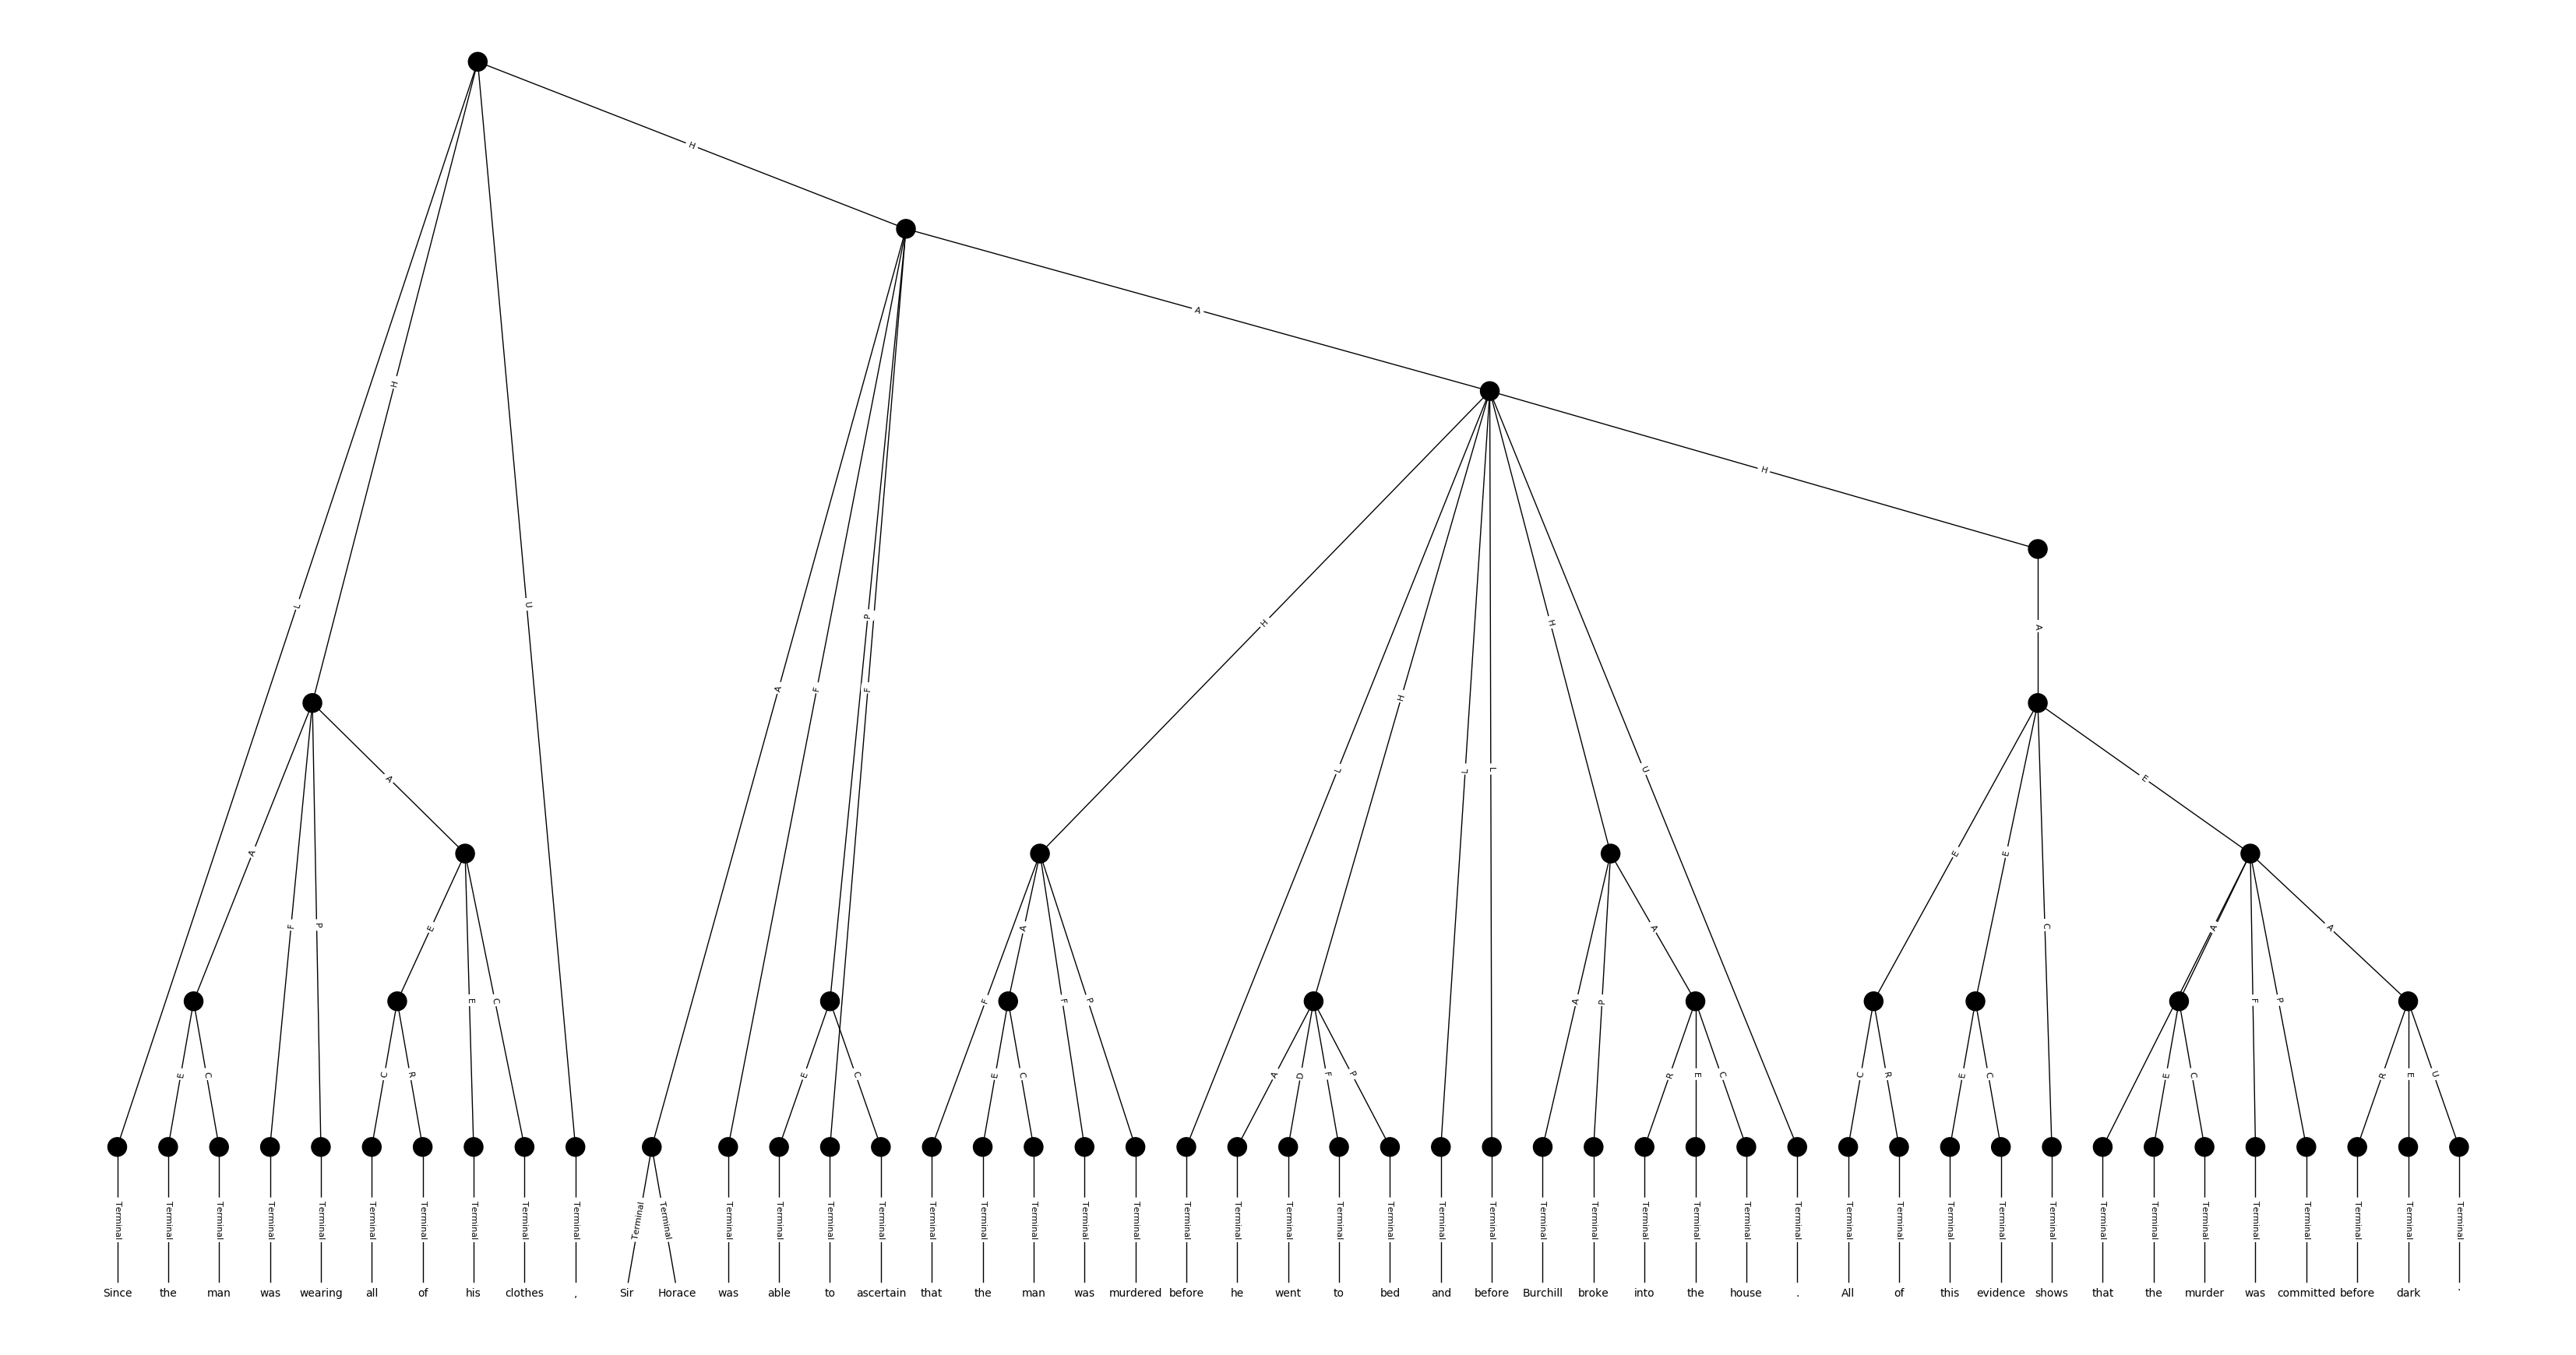 H
A
H
H
L
U
A
P
F
A
F
H
L
H
L
L
H
U
A
A
F
P
A
E
E
C
E
F
A
F
P
A
P
A
E
E
C
A
F
P
A
E
C
C
R
E
C
E
C
A
D
F
P
R
E
C
C
R
E
C
E
C
R
E
U
Terminal Terminal Terminal Terminal Terminal Terminal Terminal Terminal Terminal Terminal Terminal Terminal Terminal Terminal Terminal Terminal Terminal Terminal Terminal Terminal Terminal Terminal Terminal Terminal Terminal Terminal Terminal Terminal Terminal Terminal Terminal Terminal Terminal Terminal Terminal Terminal Terminal Terminal Terminal Terminal Terminal Terminal Terminal Terminal Terminal Terminal Terminal
Since the man was wearing all of his clothes , Sir Horace was able to ascertain that the man was murdered before he went to bed and before Burchill broke into the house . All of this evidence shows that the murder was committed before dark .